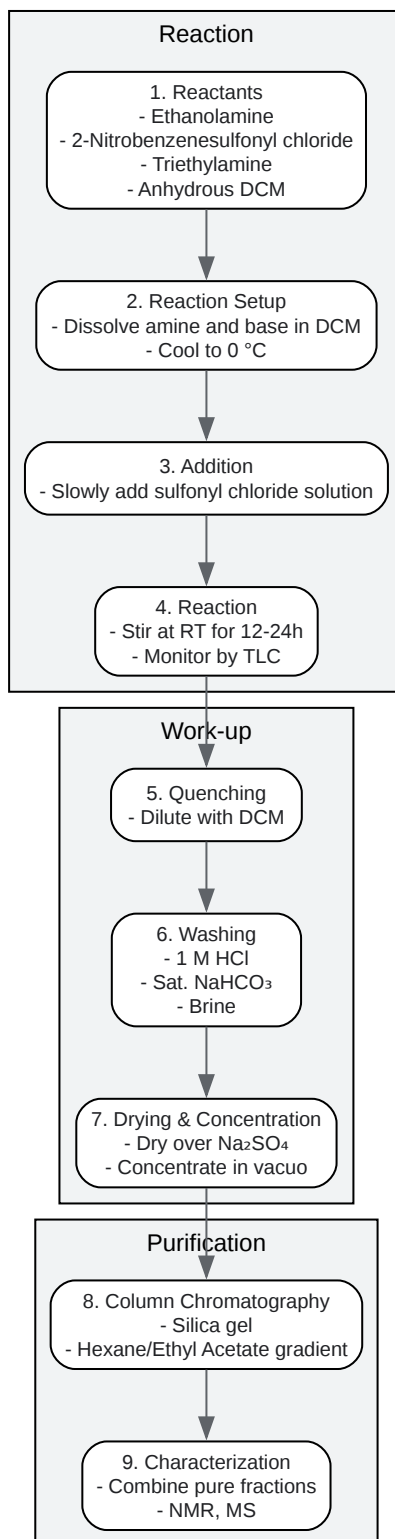 Reaction
1. Reactants
- Ethanolamine
- 2-Nitrobenzenesulfonyl chloride
- Triethylamine
- Anhydrous DCM
2. Reaction Setup
- Dissolve amine and base in DCM
- Cool to 0 °C
3. Addition
- Slowly add sulfonyl chloride solution
4. Reaction
- Stir at RT for 12-24h
- Monitor by TLC
Work-up
5. Quenching
- Dilute with DCM
6. Washing
- 1 M HCl
- Sat. NaHCO₃
- Brine
7. Drying & Concentration
- Dry over Na₂SO₄
- Concentrate in vacuo
Purification
8. Column Chromatography
- Silica gel
- Hexane/Ethyl Acetate gradient
9. Characterization
- Combine pure fractions
- NMR, MS